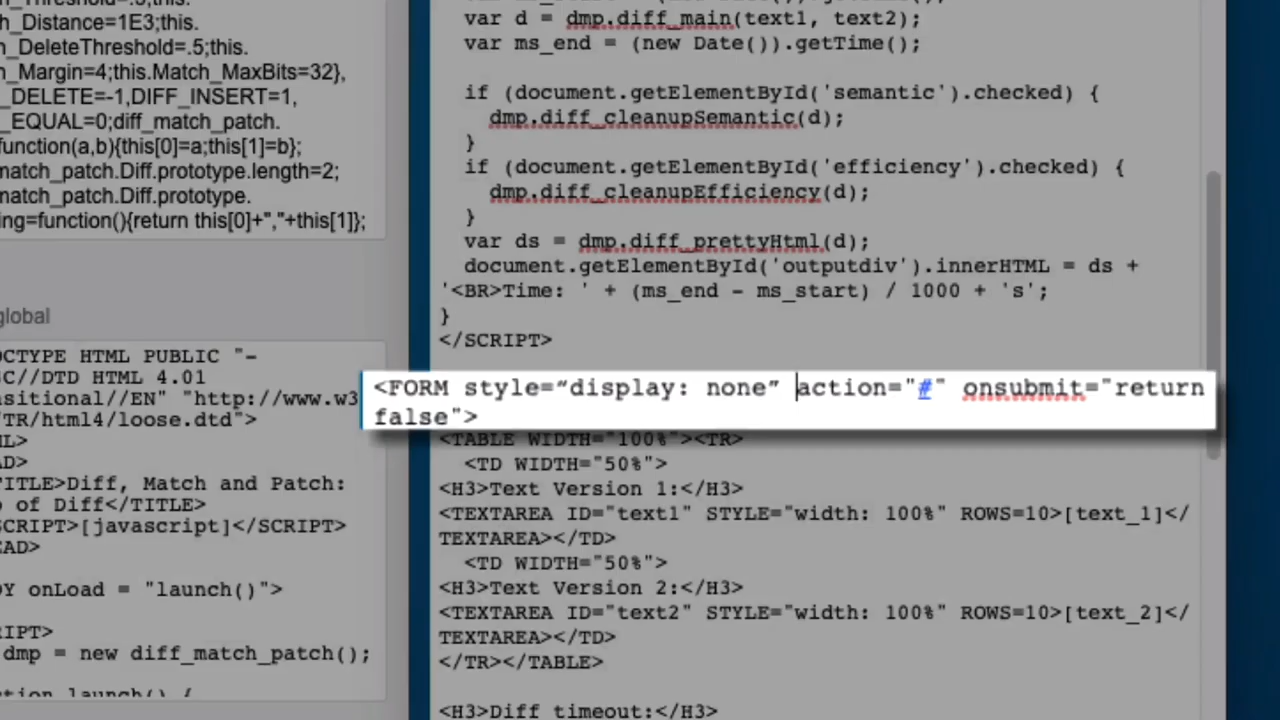 n_Threshold=.5;this.
h_Distance=1E3;this.
h_DeleteThreshold=.5;this.
h_Margin=4;this.Match_MaxBits=32},
_DELETE=-1,DIFF_INSERT=1,
_EQUAL=0;diff_match_patch.
function(a,b){this[0]=a;this[1]=b};
match_patch.Diff.prototype.length=2;
match_patch.Diff.prototype.
ing=function(){return this[0]+","+this[1]};
global
OCTYPE HTML PUBLIC "-
C//DTD HTML 4.01
nsitional//EN" "http://www.w3
/TR/html4/loose.dtd">
ML>
AD>
TITLE>Diff, Match and Patch:
o of Diff</TITLE>
SCRIPT>[javascript]</SCRIPT>
EAD>
DY onLoad = "launch()">
RIPT>
dmp = new diff_match_patch();
ction launch() {
var d = dmp.diff_main(text1, text2);
var ms_end = (new Date()).getTime();
if (document.getElementById('semantic').checked) {
dmp.diff_cleanupSemantic(d);
}
if (document.getElementById('efficiency').checked) {
dmp.diff_cleanupEfficiency(d);
}
var ds = dmp.diff_prettyHtml(d);
document.getElementById('outputdiv').innerHTML = ds +
'<BR>Time: ' + (ms_end - ms_start) / 1000 + 's';
}
</SCRIPT>
<FORM style=“display: none” action="#" onsubmit="return
false">
<TABLE WIDTH="100%"><TR>
<TD WIDTH="50%">
<H3>Text Version 1:</H3>
<TEXTAREA ID="text1" STYLE="width: 100%" ROWS=10>[text_1]</
TEXTAREA></TD>
<TD WIDTH="50%">
<H3>Text Version 2:</H3>
<TEXTAREA ID="text2" STYLE="width: 100%" ROWS=10>[text_2]</
TEXTAREA></TD>
</TR></TABLE>
<H3>Diff timeout:</H3>